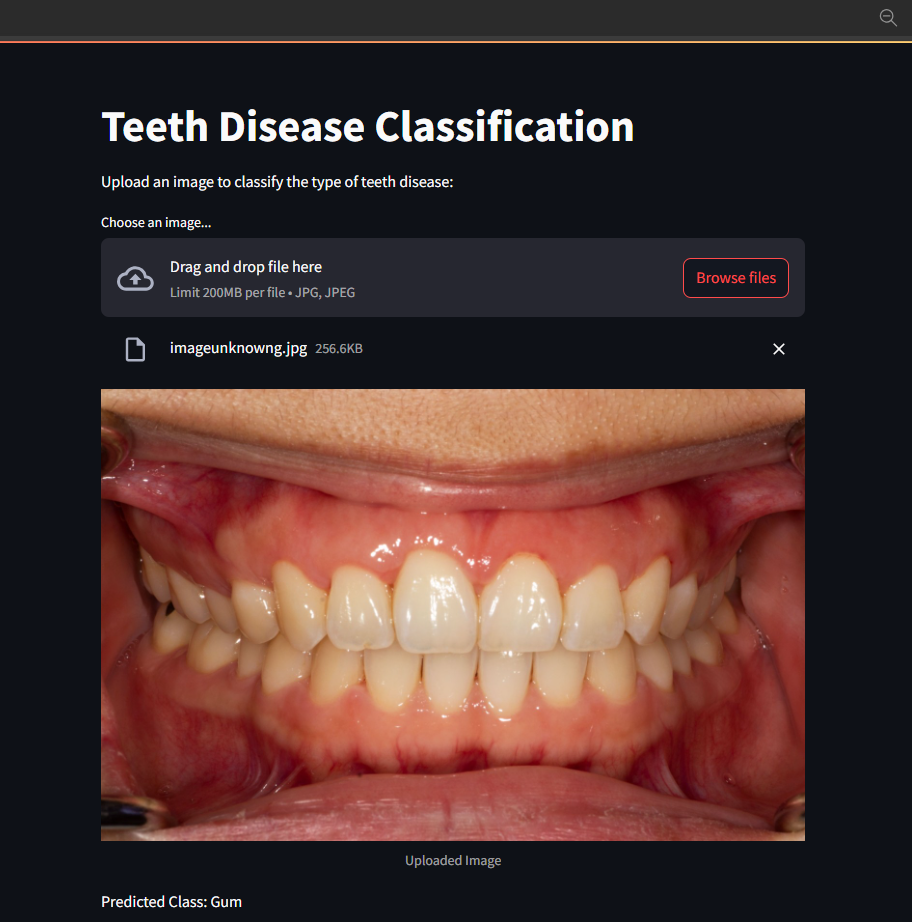 Teeth Disease Classification
Upload an image to classify the type of teeth disease:
Choose an image...
Drag and drop file here
Limit 200MB per file • JPG, JPEG
Browse files
imageunknowng.jpg 256.6KB
Uploaded Image
Predicted Class: Gum